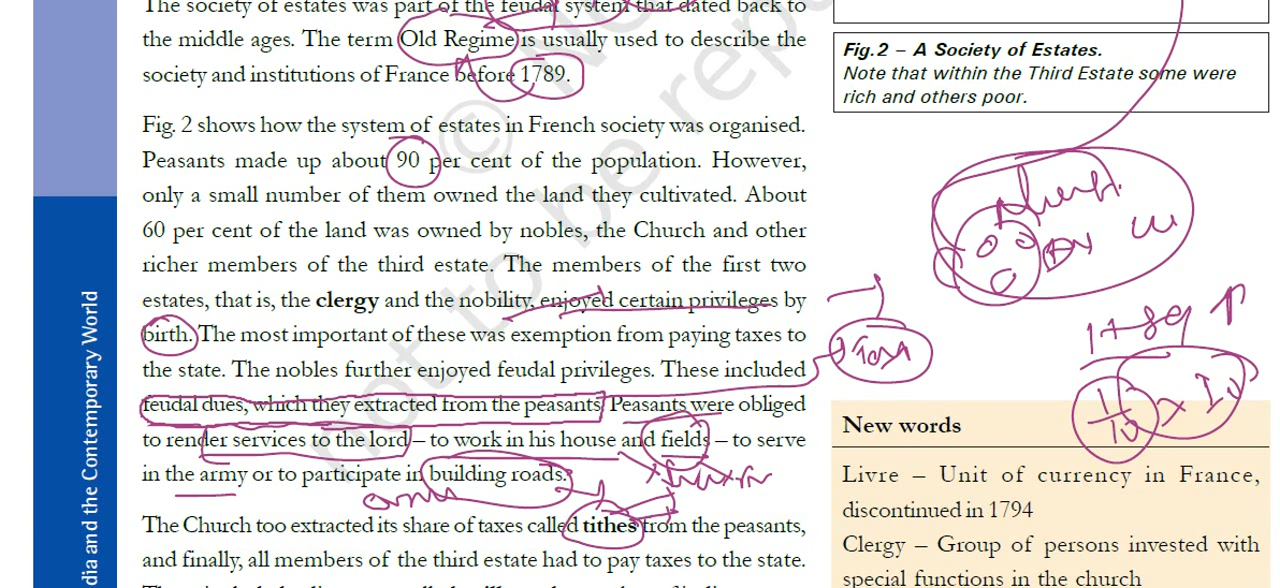 The society of estates was part of the feudal system that dated back to
the middle ages. The term Old Regime is usually used to describe the
society and institutions of France before 1789.
Fig. 2 shows how the system of estates in French society was organised.
Peasants made up about 90 per cent of the population. However,
only a small number of them owned the land they cultivated. About
60 per cent of the land was owned by nobles, the Church and other
richer members of the third estate. The members of the first two
estates, that is, the clergy and the nobility, enjoyed certain privileges by
birth. The most important of these was exemption from paying taxes to
the state. The nobles further enjoyed feudal privileges. These included
feudal dues, which they extracted from the peasants. Peasants were obliged
to render services to the lord – to work in his house and fields – to serve
in the army or to participate in building roads.
The Church too extracted its share of taxes called tithes from the peasants,
and finally, all members of the third estate had to pay taxes to the state.
Fig.2 – A Society of Estates.
Note that within the Third Estate some were
rich and others poor.
church
1789
Tax
1/10 × 10
army
New words
Livre – Unit of currency in France,
discontinued in 1794
Clergy – Group of persons invested with
special functions in the church
dia and the Contemporary World
not to be rep